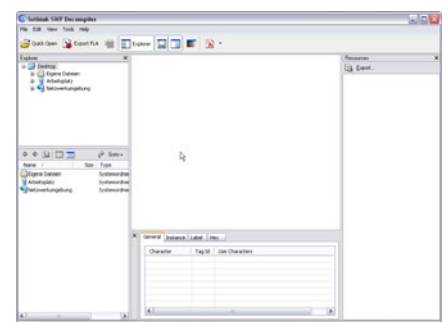 Sothink SWF Decompiler
File Edit View Tools Help
Quick Open Export FLA Explorer
Explorer
Desktop
Eigene Dateien
Arbeitsplatz
Netzwerkumgebung
Goto
Name Size Type
Eigene Dateien Systemordner
Arbeitsplatz Systemordner
Netzwerkumgebung Systemordner
General Instance Label Hex
Character Tag Id Use Characters
Resources
Export...